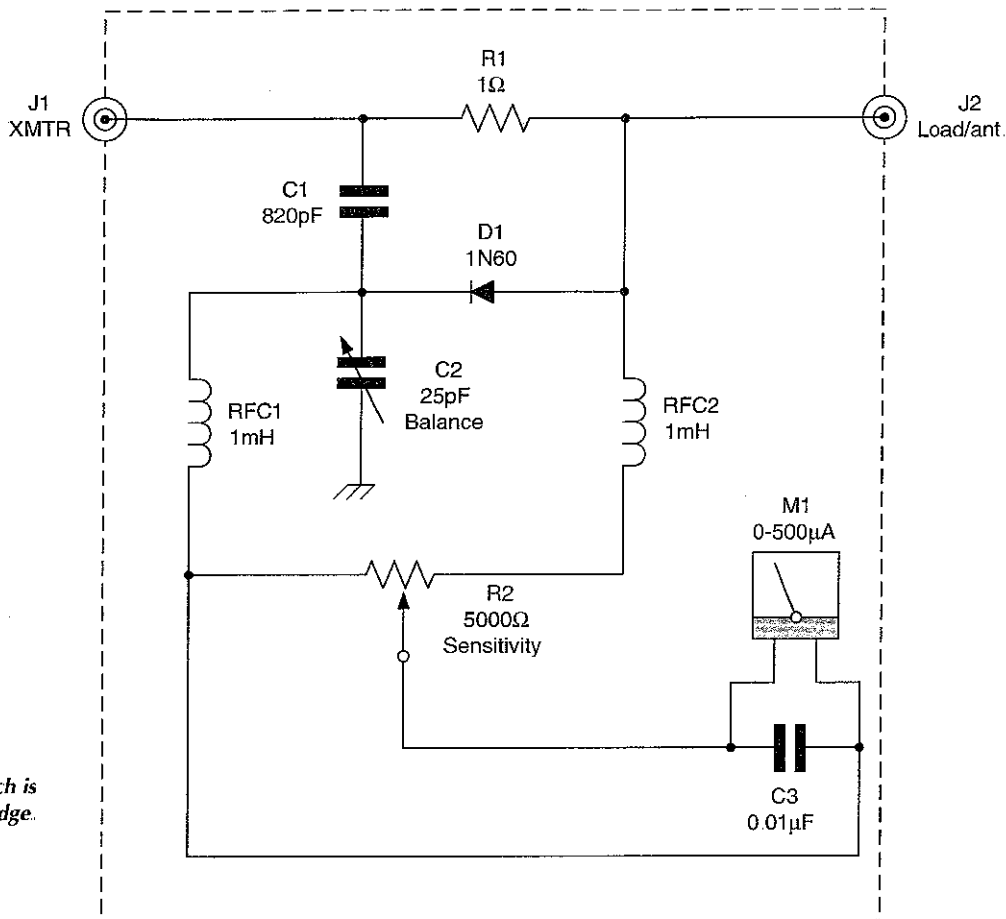 R1
1Ω
J1
XMTR
J2
Load/ant.
C1
820pF
D1
1N60
C2
25pF
Balance
RFC1
1mH
RFC2
1mH
M1
0-500µA
R2
5000Ω
Sensitivity
ch is
dge.
C3
0.01µF